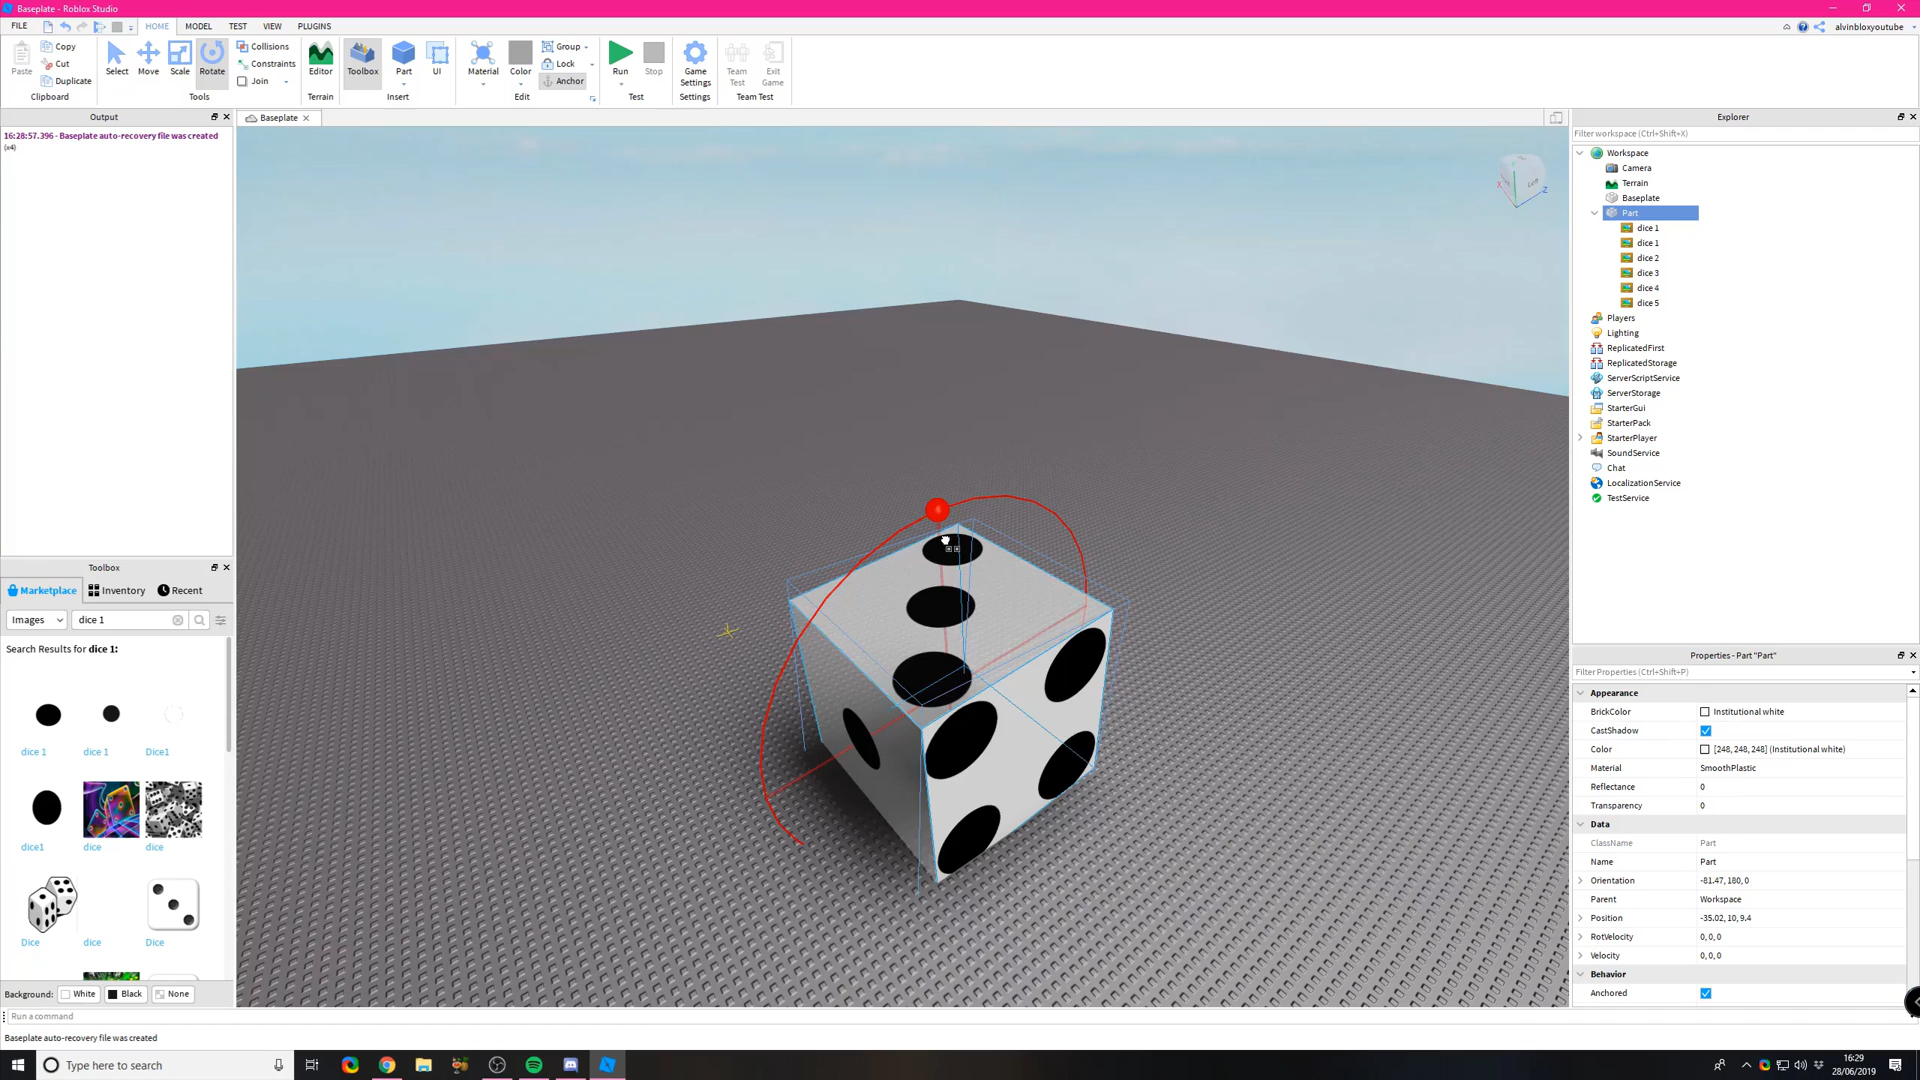 Baseplate - Roblox Studio
FILE HOME MODEL TEST VIEW PLUGINS alvinbloxyoutube
Paste Copy Cut Duplicate Clipboard
Select Move Scale Rotate Collisions Constraints Join Tools
Editor Terrain
Toolbox Part UI Insert
Material Color Group Lock Anchor Edit
Run Stop Test
Game Settings Settings
Team Test Exit Game Team Test
Output
16:28:57.396 - Baseplate auto-recovery file was created
(x4)
Baseplate
Left
X
Z
Toolbox
Marketplace Inventory Recent
Images dice 1
Search Results for dice 1:
dice 1 dice 1 Dice1
dice1 dice dice
Dice dice Dice
Background: White Black None
Explorer
Filter workspace (Ctrl+Shift+X)
Workspace
Camera
Terrain
Baseplate
Part
dice 1
dice 1
dice 2
dice 3
dice 4
dice 5
Players
Lighting
ReplicatedFirst
ReplicatedStorage
ServerScriptService
ServerStorage
StarterGui
StarterPack
StarterPlayer
SoundService
Chat
LocalizationService
TestService
Properties - Part "Part"
Filter Properties (Ctrl+Shift+P)
Appearance
BrickColor Institutional white
CastShadow
Color [248, 248, 248] (Institutional white)
Material SmoothPlastic
Reflectance 0
Transparency 0
Data
ClassName Part
Name Part
Orientation -81.47, 180, 0
Parent Workspace
Position -35.02, 10, 9.4
RotVelocity 0, 0, 0
Velocity 0, 0, 0
Behavior
Anchored
Run a command
Baseplate auto-recovery file was created
Type here to search
16:29
28/06/2019